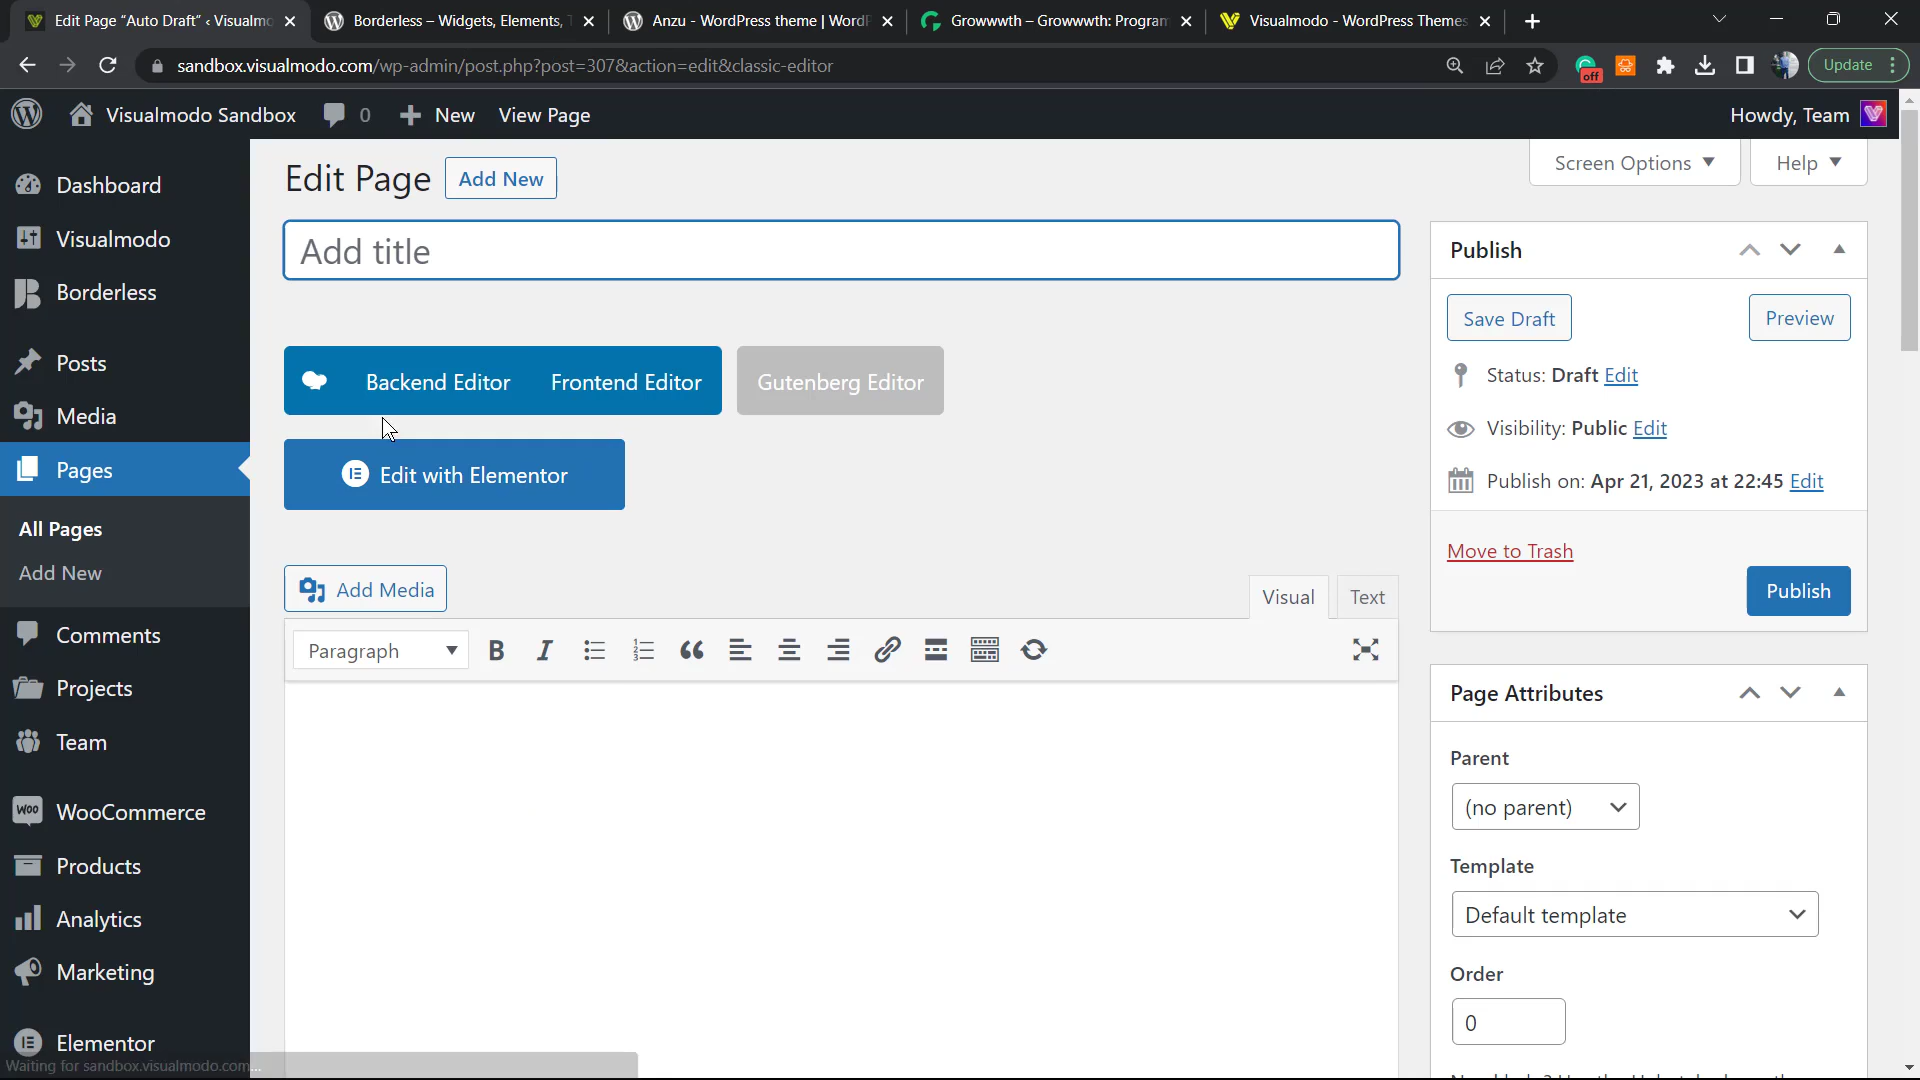 Edit Page "Auto Draft" ‹ Visualmo
Borderless – Widgets, Elements, T
Anzu - WordPress theme | WordP
Growwwth – Growwwth: Program
Visualmodo - WordPress Themes
sandbox.visualmodo.com/wp-admin/post.php?post=307&action=edit&classic-editor
off
Update
Visualmodo Sandbox
0
New
View Page
Howdy, Team
Dashboard
Visualmodo
Borderless
Posts
Media
Pages
All Pages
Add New
Comments
Projects
Team
WOO
WooCommerce
Products
Analytics
Marketing
Elementor
Waiting for sandbox.visualmodo.com...
Edit Page
Add New
Screen Options
Help
Add title
Backend Editor
Frontend Editor
Gutenberg Editor
Edit with Elementor
Add Media
Visual
Text
Paragraph
Publish
Save Draft
Preview
Status: Draft Edit
Visibility: Public Edit
Publish on: Apr 21, 2023 at 22:45 Edit
Move to Trash
Publish
Page Attributes
Parent
(no parent)
Template
Default template
Order
0